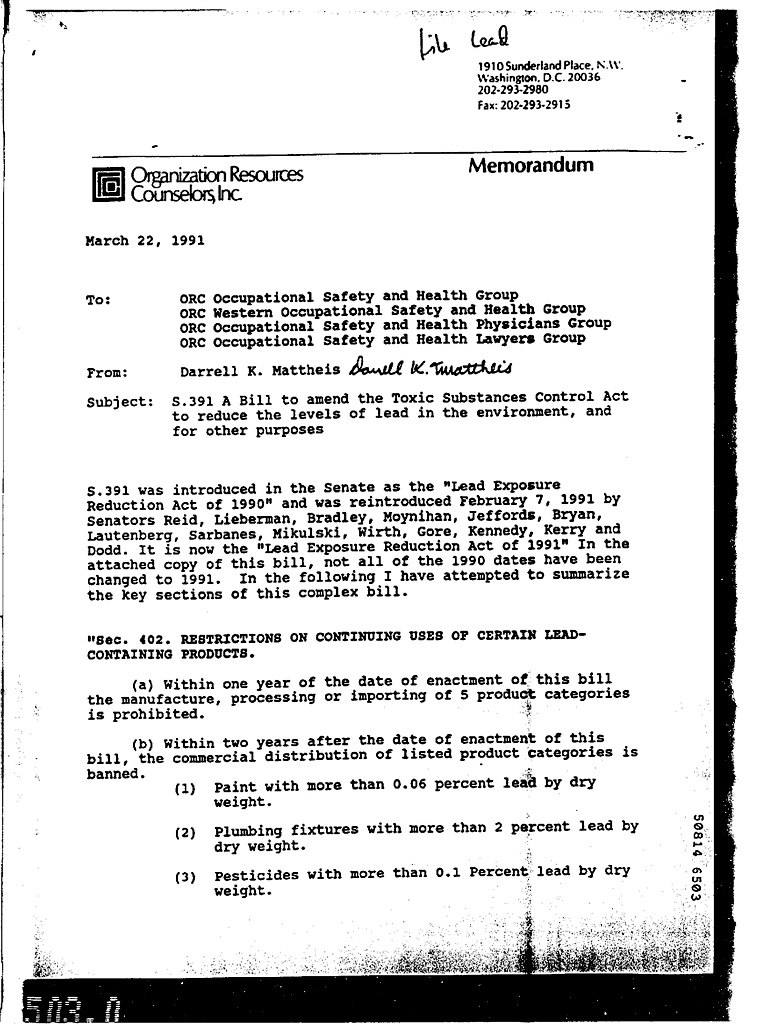 file Lead
1910 Sunderland Place, N.W.
Washington, D.C. 20036
202-293-2980
Fax: 202-293-2915
Memorandum
Organization Resources
Counselors, Inc.
March 22, 1991
To: ORC Occupational Safety and Health Group
ORC Western Occupational Safety and Health Group
ORC Occupational Safety and Health Physicians Group
ORC Occupational Safety and Health Lawyers Group
From: Darrell K. Mattheis Darrell K. Mattheis
Subject: S.391 A Bill to amend the Toxic Substances Control Act
to reduce the levels of lead in the environment, and
for other purposes
S.391 was introduced in the Senate as the "Lead Exposure
Reduction Act of 1990" and was reintroduced February 7, 1991 by
Senators Reid, Lieberman, Bradley, Moynihan, Jeffords, Bryan,
Lautenberg, Sarbanes, Mikulski, Wirth, Gore, Kennedy, Kerry and
Dodd. It is now the "Lead Exposure Reduction Act of 1991" In the
attached copy of this bill, not all of the 1990 dates have been
changed to 1991. In the following I have attempted to summarize
the key sections of this complex bill.
"Sec. 402. RESTRICTIONS ON CONTINUING USES OF CERTAIN LEAD-
CONTAINING PRODUCTS.
(a) Within one year of the date of enactment of this bill
the manufacture, processing or importing of 5 product categories
is prohibited.
(b) Within two years after the date of enactment of this
bill, the commercial distribution of listed product categories is
banned.
(1) Paint with more than 0.06 percent lead by dry
weight.
(2) Plumbing fixtures with more than 2 percent lead by
dry weight.
(3) Pesticides with more than 0.1 Percent lead by dry
weight.
50814 6503
503.0